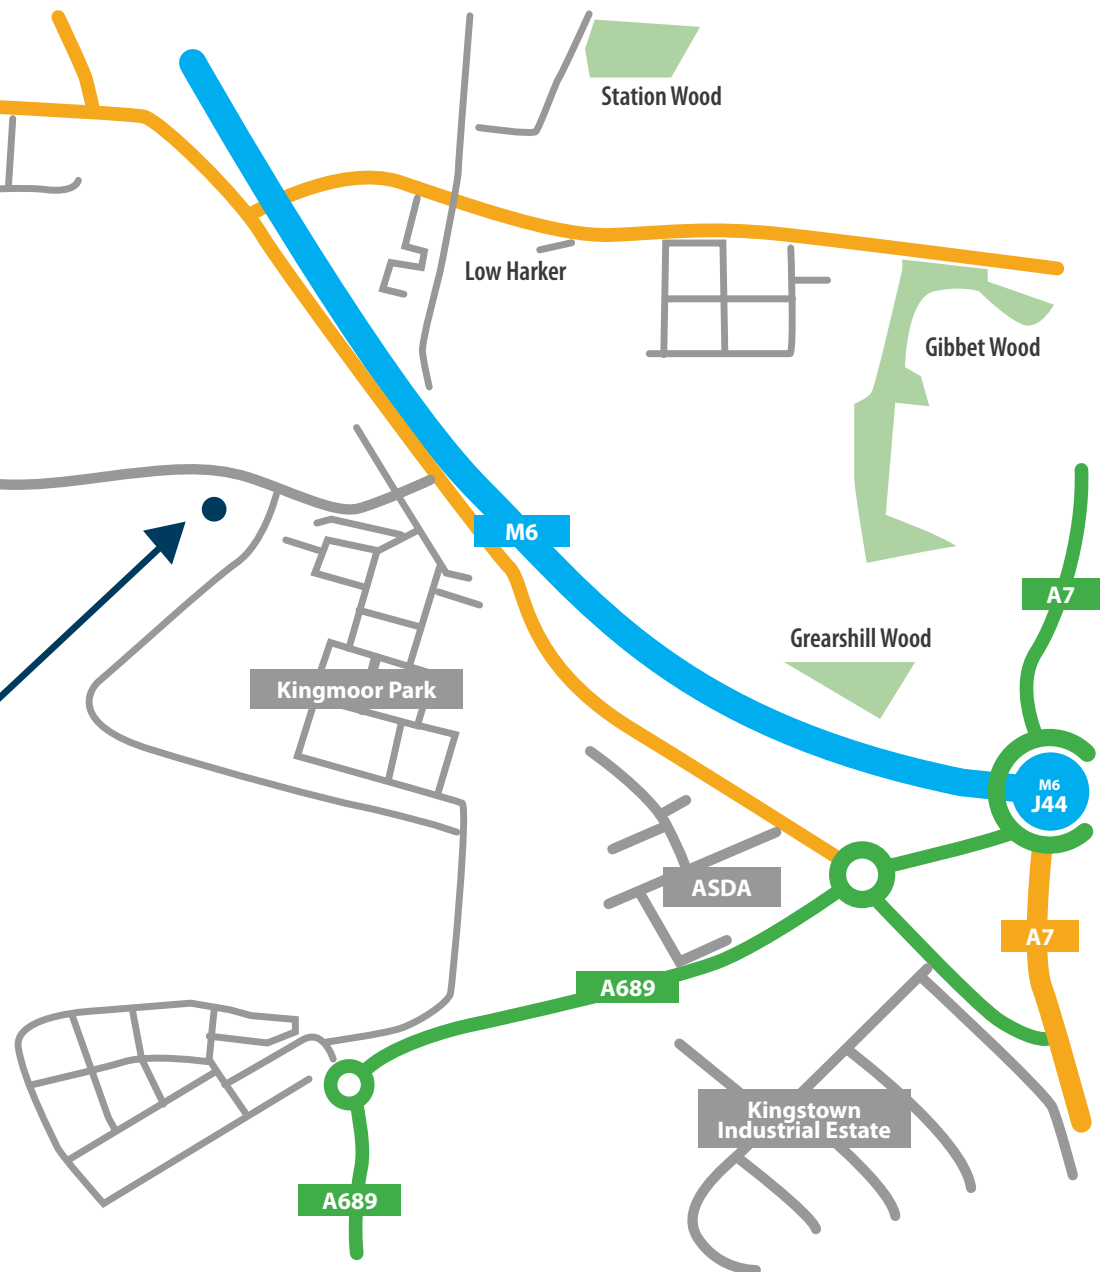 Station Wood
Low Harker
Gibbet Wood
M6
A7
Grearshill Wood
Kingmoor Park
M6
J44
ASDA
A7
A689
Kingstown
Industrial Estate
A689